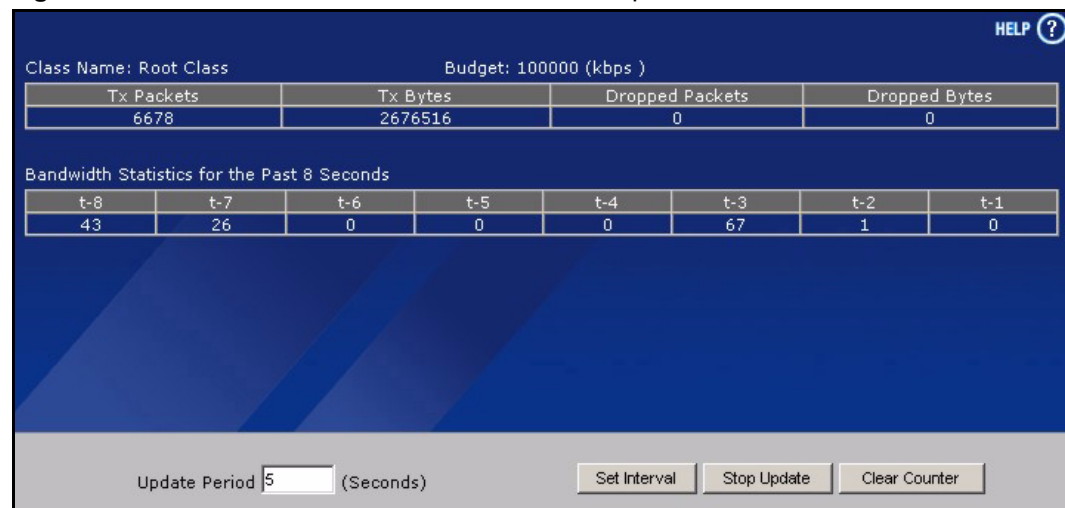 HELP ?
Class Name: Root Class Budget: 100000 (kbps )
Tx Packets Tx Bytes Dropped Packets Dropped Bytes
6678 2676516 0 0
Bandwidth Statistics for the Past 8 Seconds
t-8 t-7 t-6 t-5 t-4 t-3 t-2 t-1
43 26 0 0 0 67 1 0
Update Period 5 (Seconds) Set Interval Stop Update Clear Counter